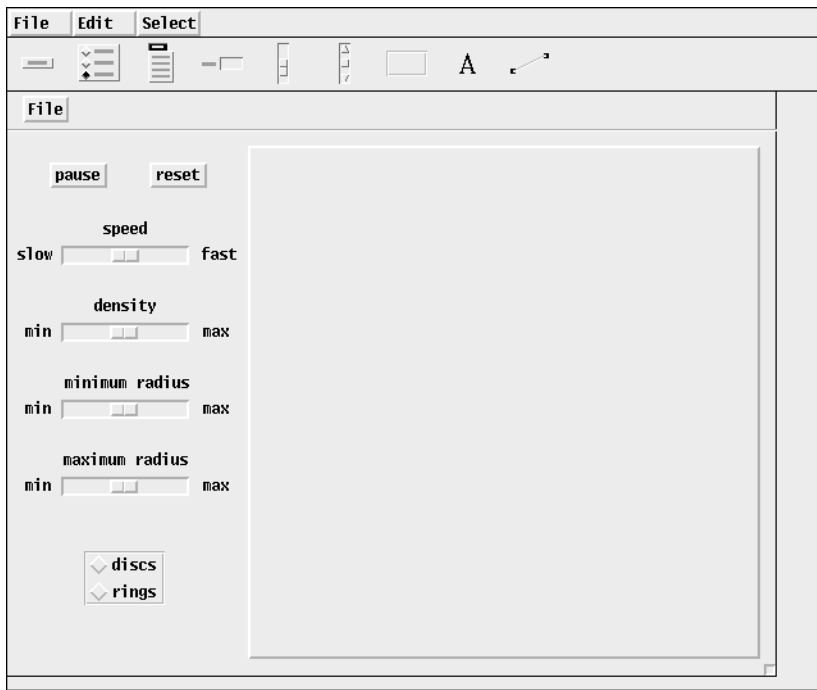 File Edit Select
A
File
pause reset
speed
slow fast
density
min max
minimum radius
min max
maximum radius
min max
discs
rings